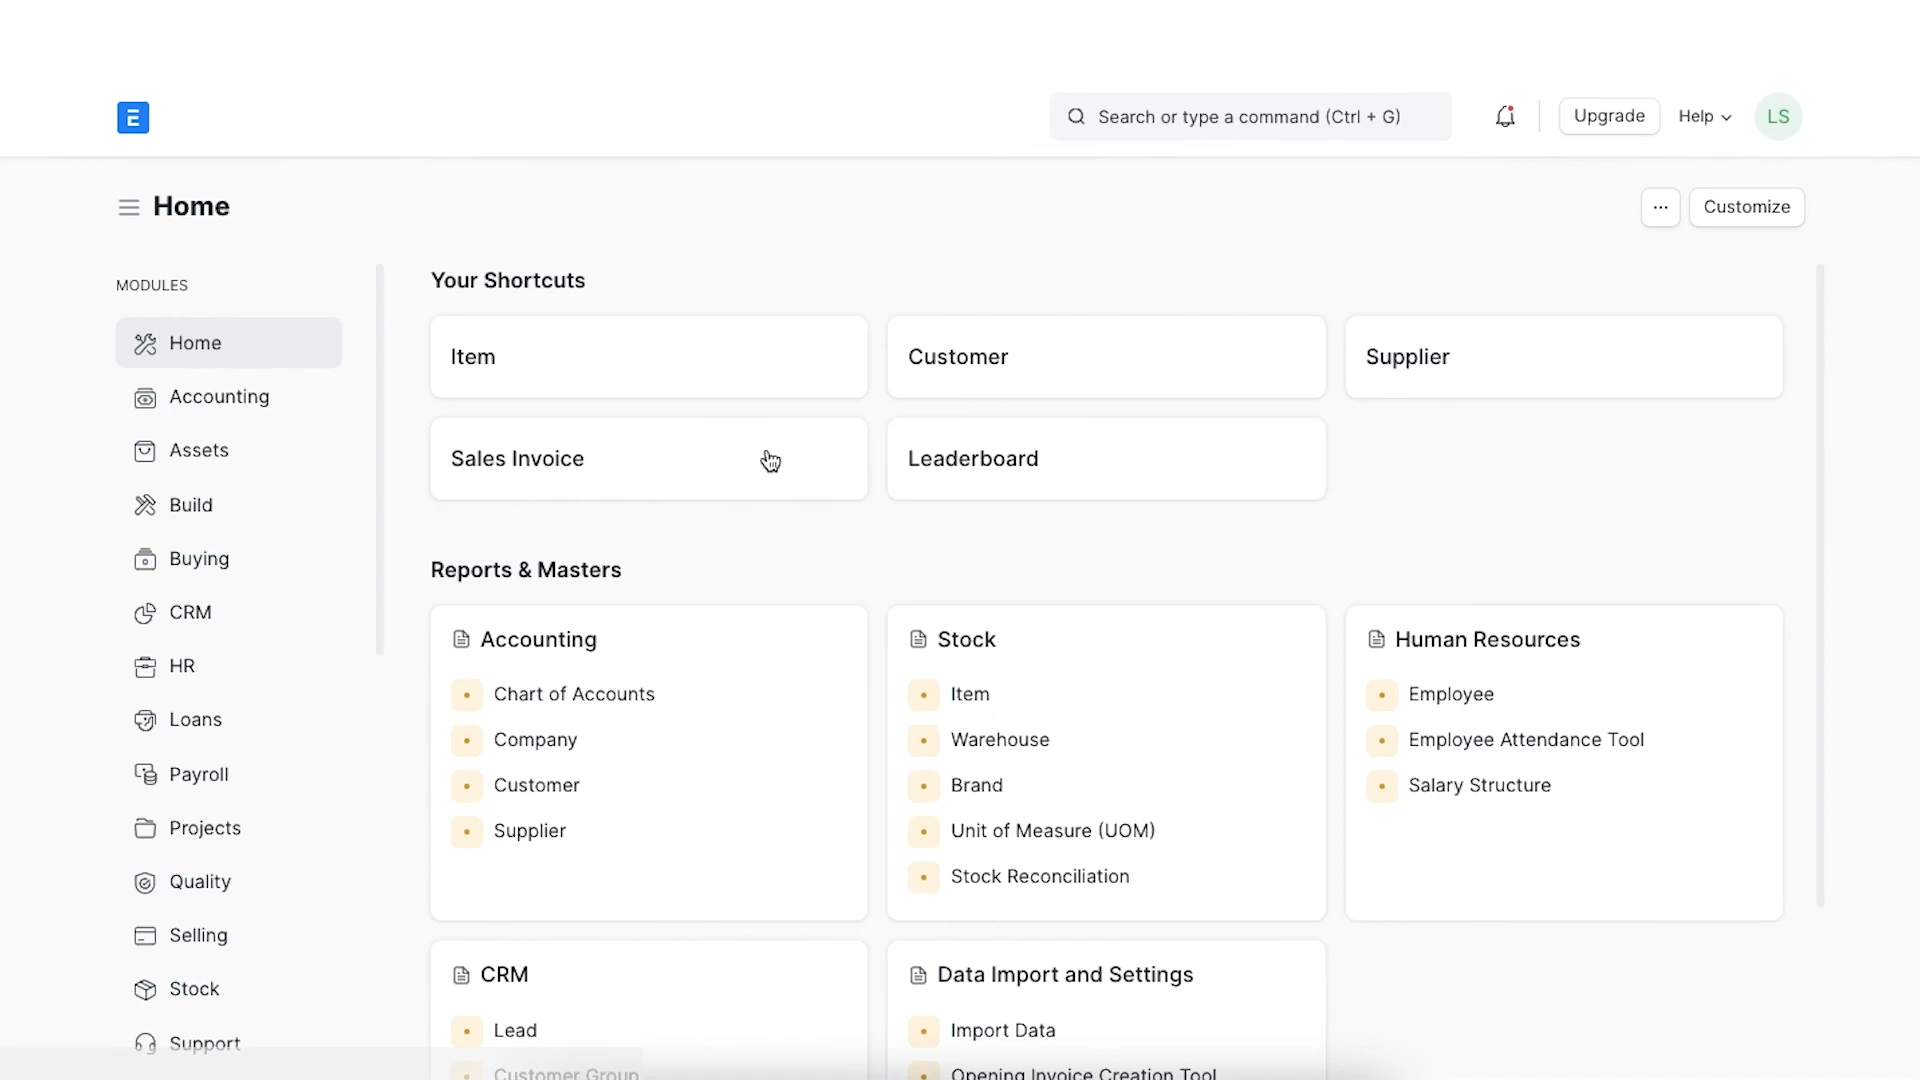 E
Search or type a command (Ctrl + G)
Upgrade
Help
LS
Home
...
Customize
MODULES
Home
Accounting
Assets
Build
Buying
CRM
HR
Loans
Payroll
Projects
Quality
Selling
Stock
Support
Your Shortcuts
Item
Customer
Supplier
Sales Invoice
Leaderboard
Reports & Masters
Accounting
Chart of Accounts
Company
Customer
Supplier
Stock
Item
Warehouse
Brand
Unit of Measure (UOM)
Stock Reconciliation
Human Resources
Employee
Employee Attendance Tool
Salary Structure
CRM
Lead
Customer Group
Data Import and Settings
Import Data
Opening Invoice Creation Tool